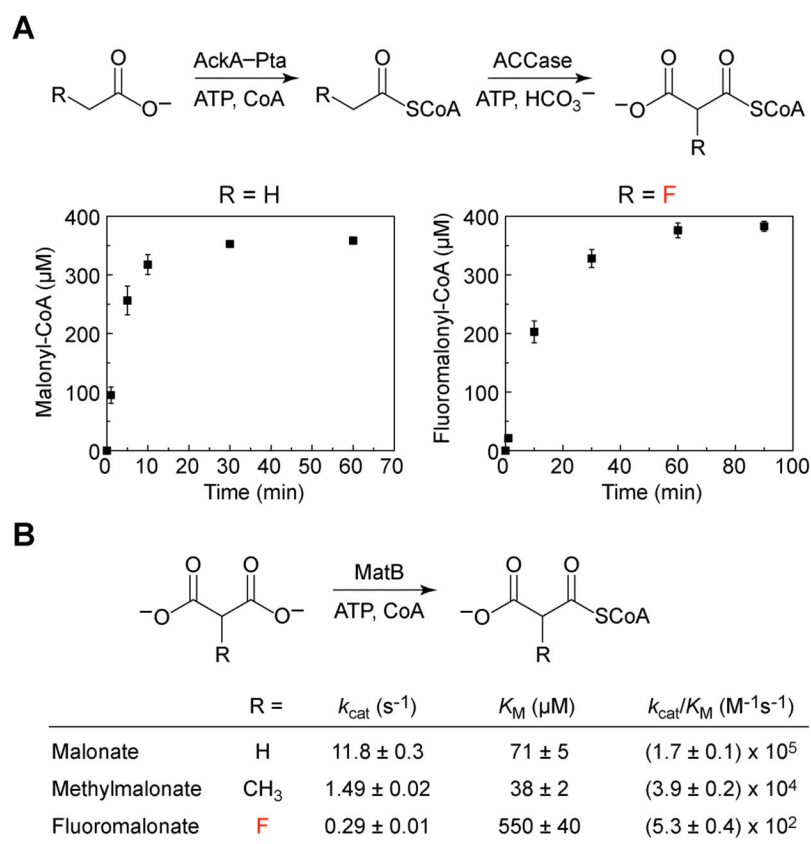 A
R O O⁻ AckA–Pta ATP, CoA R O SCoA ACCase ATP, HCO₃⁻ ⁻O O O SCoA R
R = H
R = F
Malonyl-CoA (µM)
400
300
200
100
0
0 10 20 30 40 50 60 70
Time (min)
Fluoromalonyl-CoA (µM)
400
300
200
100
0
0 20 40 60 80 100
Time (min)
B
⁻O O O O⁻ R MatB ATP, CoA ⁻O O O SCoA R
R = kcat (s⁻¹) KM (µM) kcat/KM (M⁻¹s⁻¹)
Malonate H 11.8 ± 0.3 71 ± 5 (1.7 ± 0.1) x 10⁵
Methylmalonate CH₃ 1.49 ± 0.02 38 ± 2 (3.9 ± 0.2) x 10⁴
Fluoromalonate F 0.29 ± 0.01 550 ± 40 (5.3 ± 0.4) x 10²